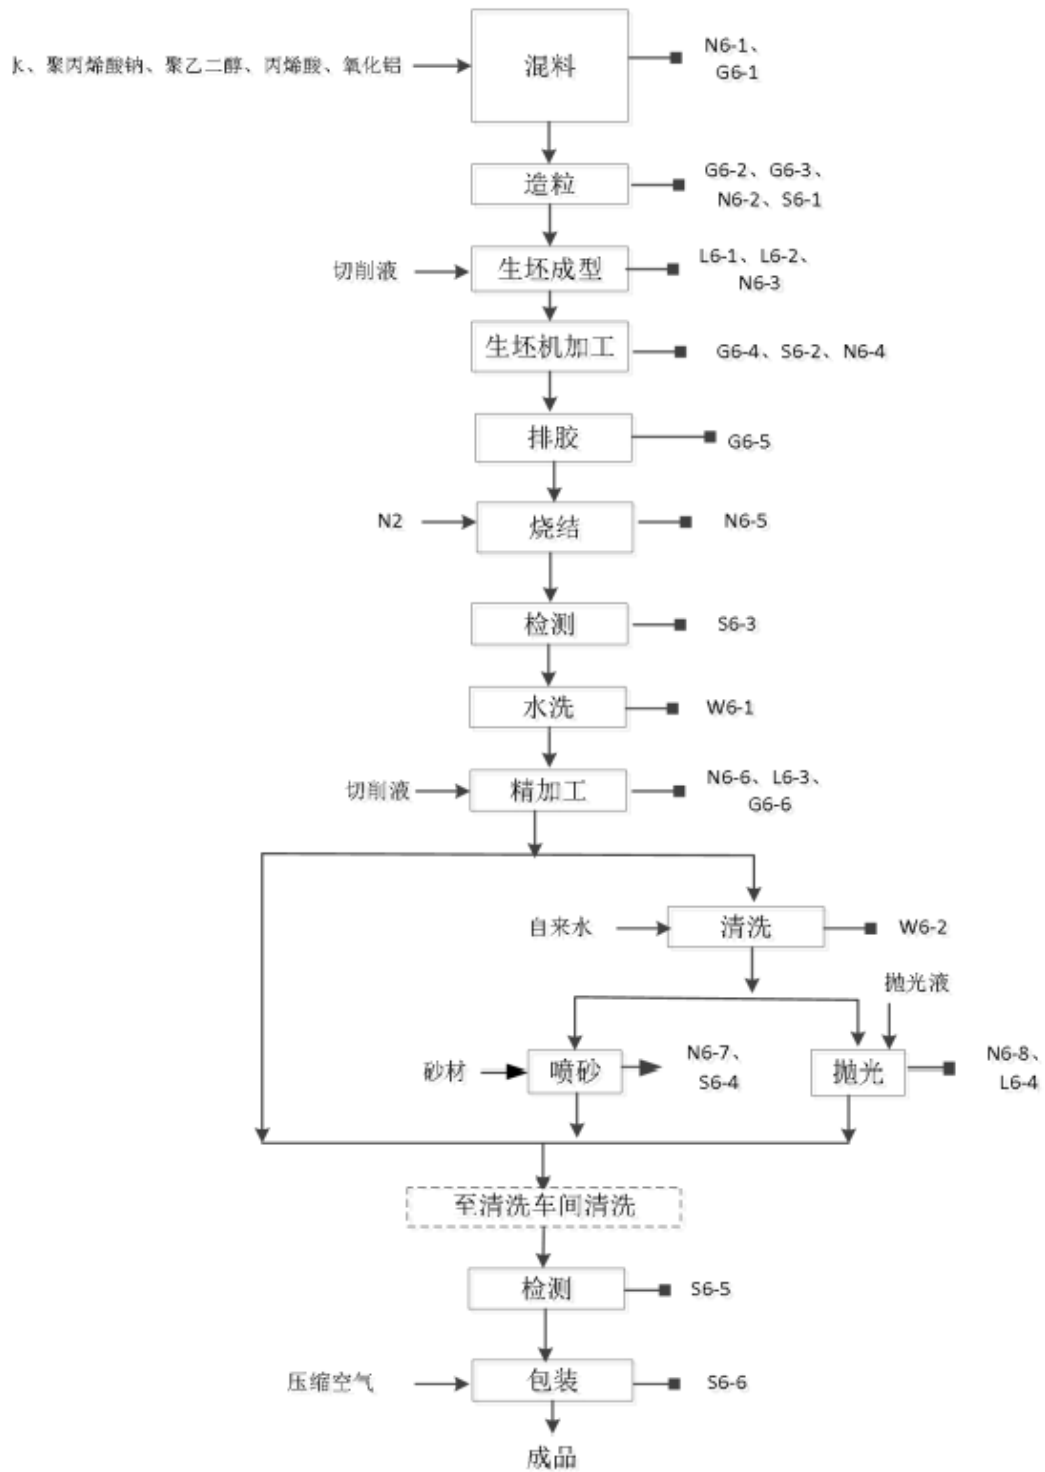 N6-1、
水、聚丙烯酸钠、聚乙二醇、丙烯酸、氧化铝
混料
G6-1
造粒
G6-2、G6-3、
N6-2、S6-1
切削液
生坯成型
L6-1、L6-2、
N6-3
生坯机加工
G6-4、S6-2、N6-4
排胶
G6-5
N2
烧结
N6-5
检测
S6-3
水洗
W6-1
切削液
精加工
N6-6、L6-3、
G6-6
自来水
清洗
W6-2
抛光液
砂材
喷砂
N6-7、
S6-4
抛光
N6-8、
L6-4
至清洗车间清洗
检测
S6-5
压缩空气
包装
S6-6
成品